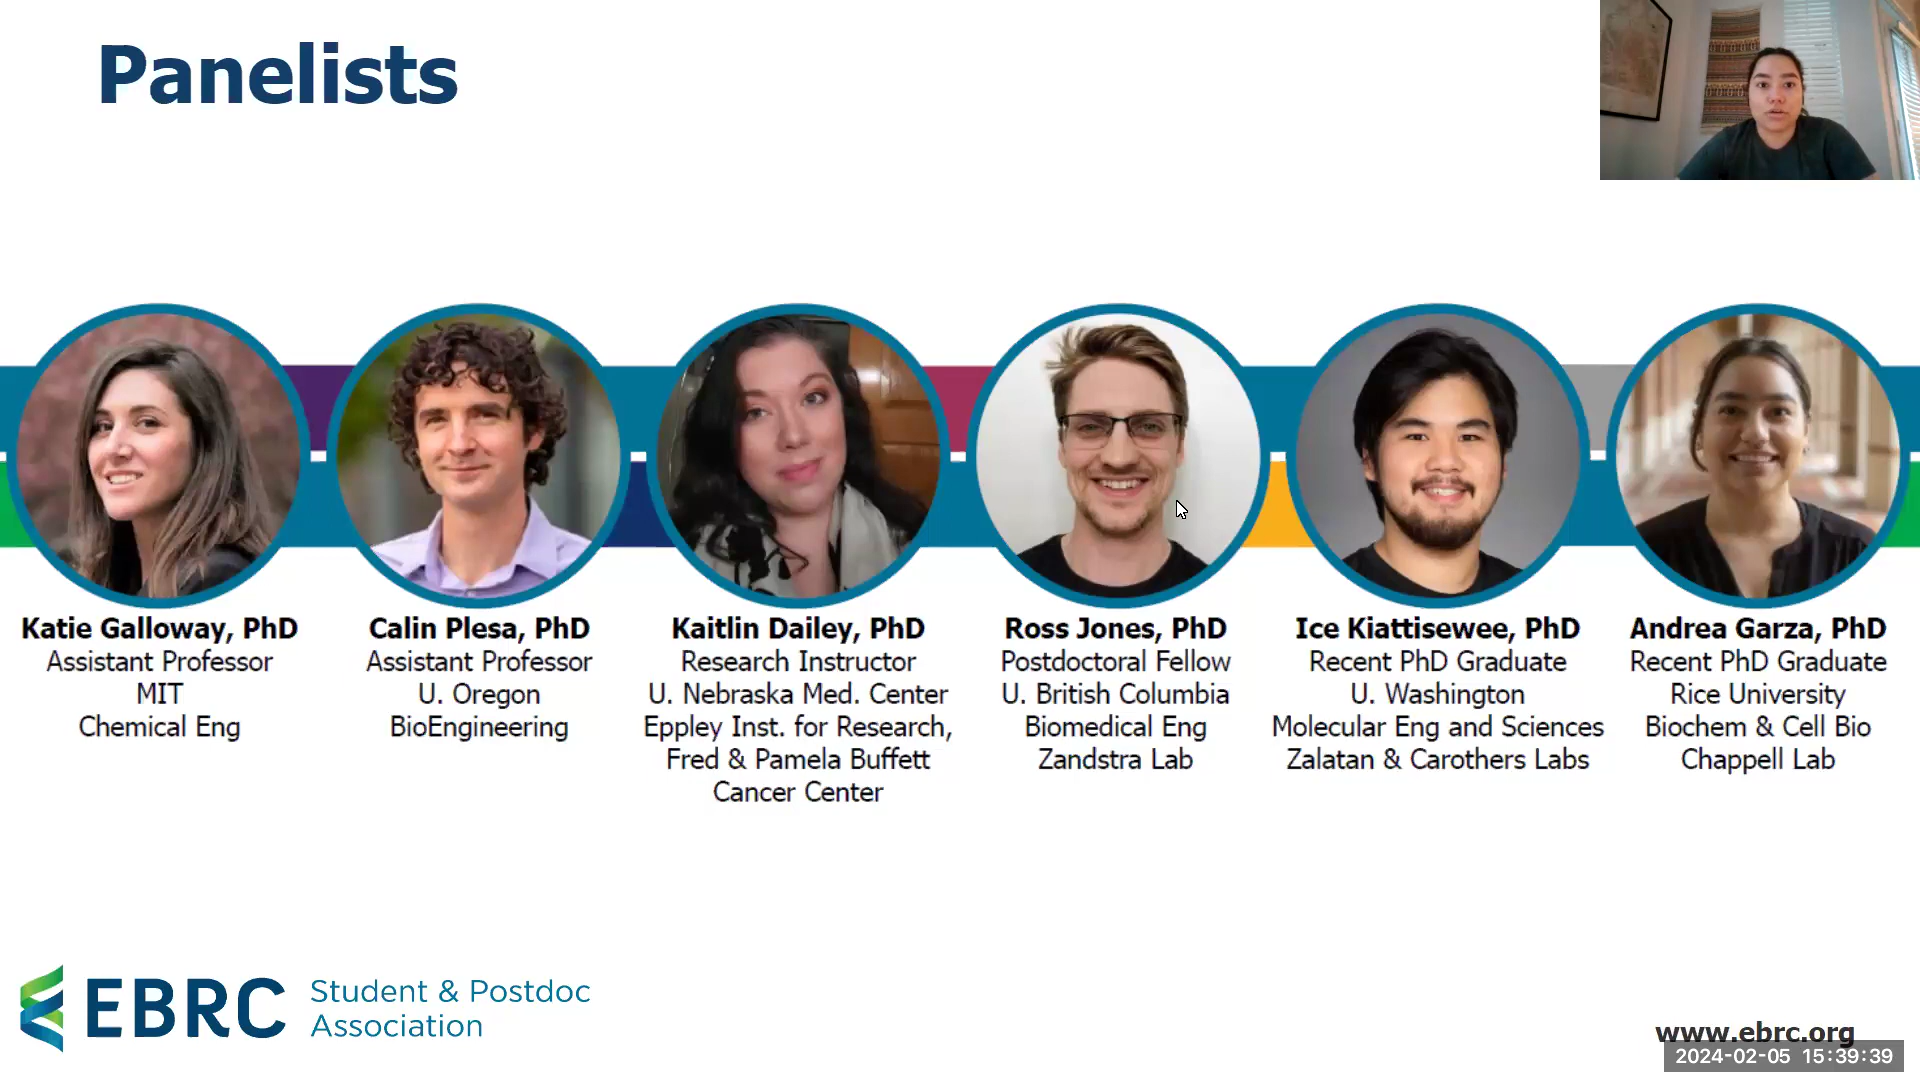 Panelists
Katie Galloway, PhD
Assistant Professor
MIT
Chemical Eng
Calin Plesa, PhD
Assistant Professor
U. Oregon
BioEngineering
Kaitlin Dailey, PhD
Research Instructor
U. Nebraska Med. Center
Eppley Inst. for Research,
Fred & Pamela Buffett
Cancer Center
Ross Jones, PhD
Postdoctoral Fellow
U. British Columbia
Biomedical Eng
Zandstra Lab
Ice Kiattisewee, PhD
Recent PhD Graduate
U. Washington
Molecular Eng and Sciences
Zalatan & Carothers Labs
Andrea Garza, PhD
Recent PhD Graduate
Rice University
Biochem & Cell Bio
Chappell Lab
EBRC
Student & Postdoc
Association
www.ebrc.org
2024-02-05 15:39:39